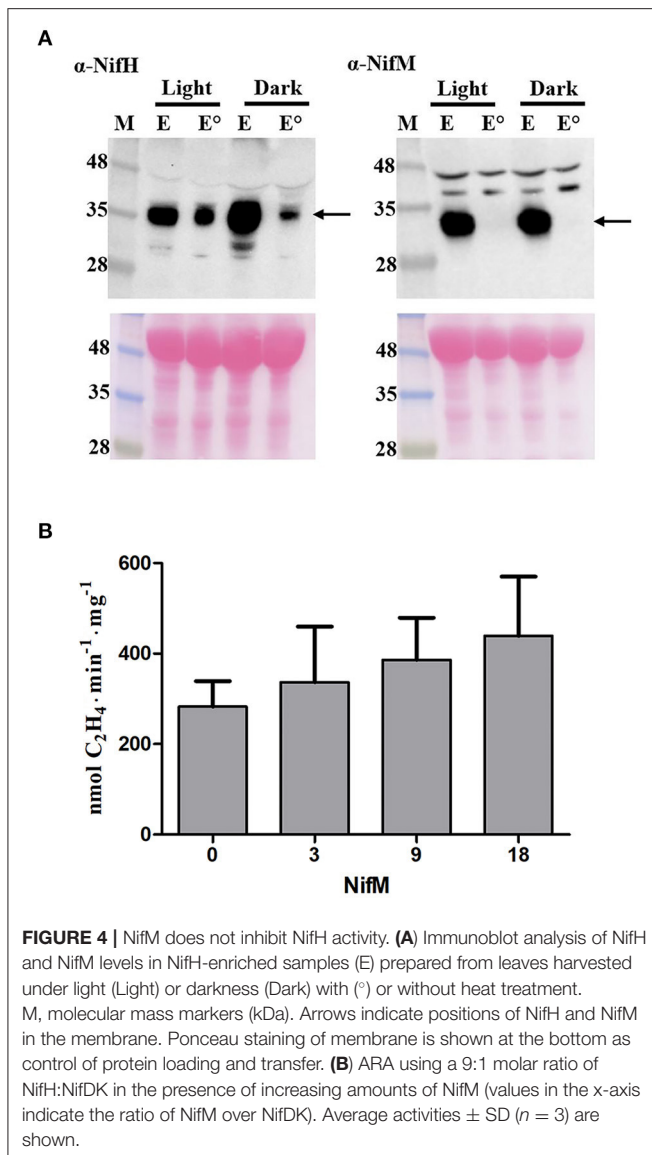 A
α-NifH
α-NifM
Light Dark
Light Dark
M E E° E E°
M E E° E E°
48
35
28
48
35
28
48
35
28
48
35
28
B
nmol C₂H₄ · min⁻¹ · mg⁻¹
600
400
200
0
0 3 9 18
NifM
FIGURE 4 | NifM does not inhibit NifH activity. (A) Immunoblot analysis of NifH
and NifM levels in NifH-enriched samples (E) prepared from leaves harvested
under light (Light) or darkness (Dark) with (°) or without heat treatment.
M, molecular mass markers (kDa). Arrows indicate positions of NifH and NifM
in the membrane. Ponceau staining of membrane is shown at the bottom as
control of protein loading and transfer. (B) ARA using a 9:1 molar ratio of
NifH:NifDK in the presence of increasing amounts of NifM (values in the x-axis
indicate the ratio of NifM over NifDK). Average activities ± SD (n = 3) are
shown.